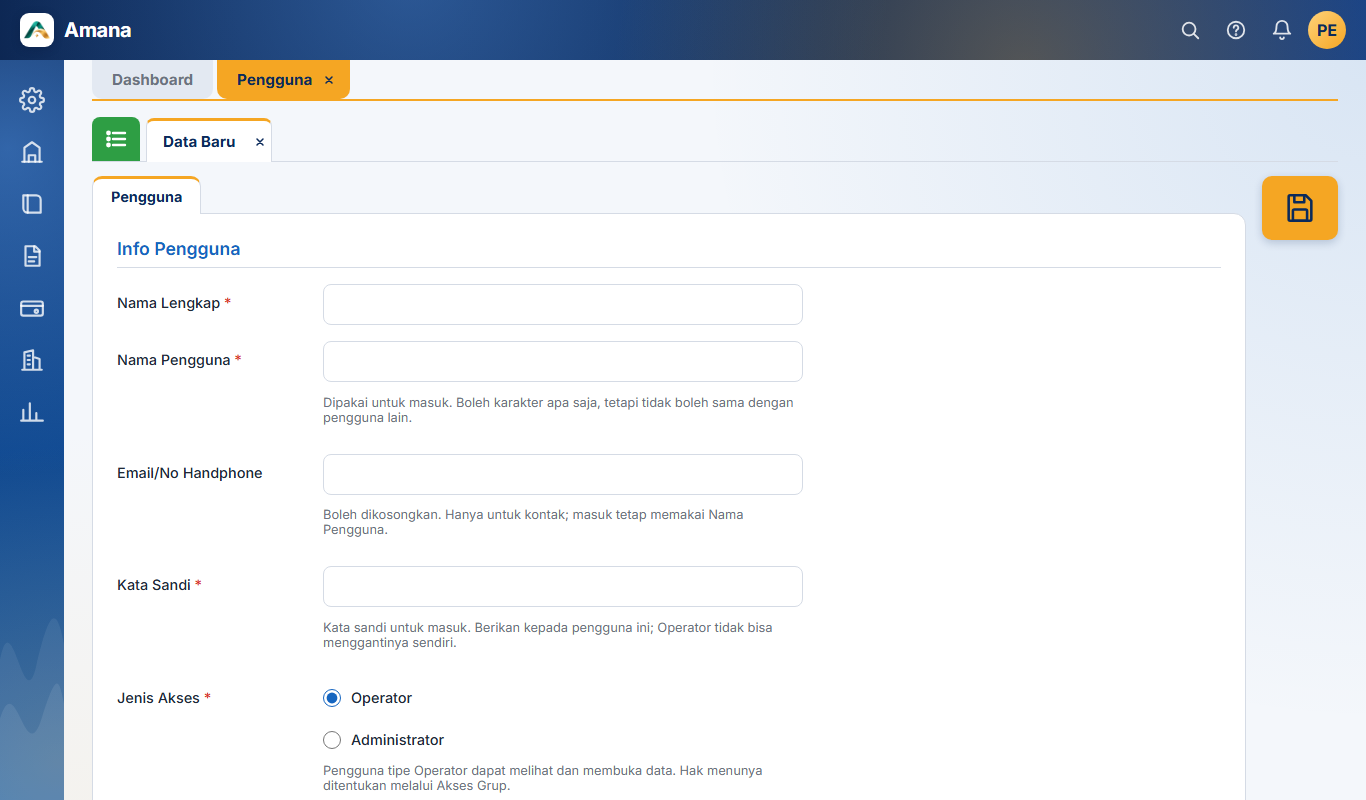 Amana
PE
Dashboard
Pengguna ×
Data Baru ×
Pengguna
Info Pengguna
Nama Lengkap *
Nama Pengguna *
Dipakai untuk masuk. Boleh karakter apa saja, tetapi tidak boleh sama dengan
pengguna lain.
Email/No Handphone
Boleh dikosongkan. Hanya untuk kontak; masuk tetap memakai Nama
Pengguna.
Kata Sandi *
Kata sandi untuk masuk. Berikan kepada pengguna ini; Operator tidak bisa
menggantinya sendiri.
Jenis Akses *
Operator
Administrator
Pengguna tipe Operator dapat melihat dan membuka data. Hak menunya
ditentukan melalui Akses Grup.